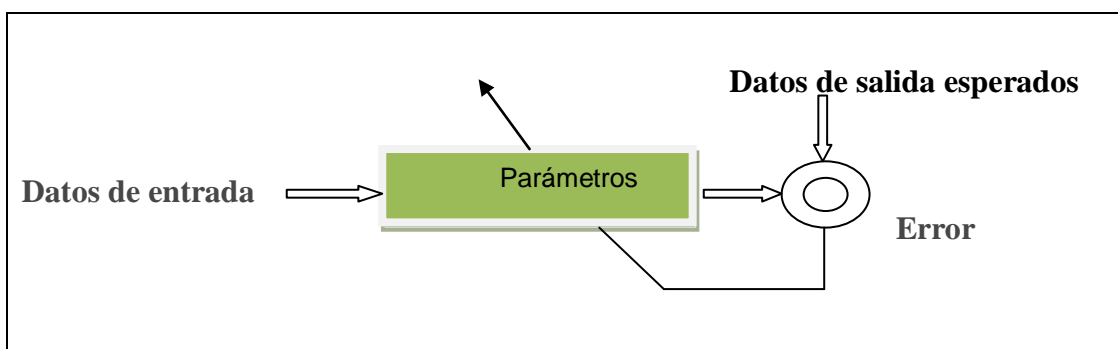 Datos de salida esperados
Parámetros
Datos de entrada
Error